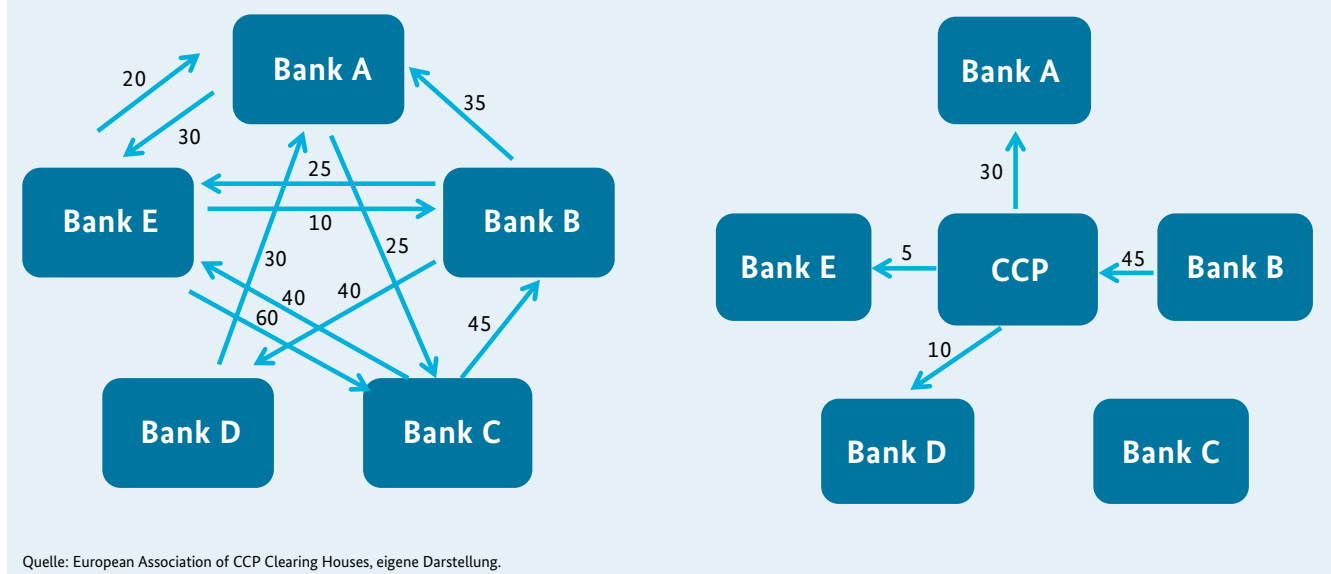 Bank A
20
35
30
25
Bank E
10
Bank B
25
30
40
40
60
45
Bank D
Bank C
Bank A
30
Bank E
5
CCP
45
Bank B
10
Bank D
Bank C
Quelle: European Association of CCP Clearing Houses, eigene Darstellung.